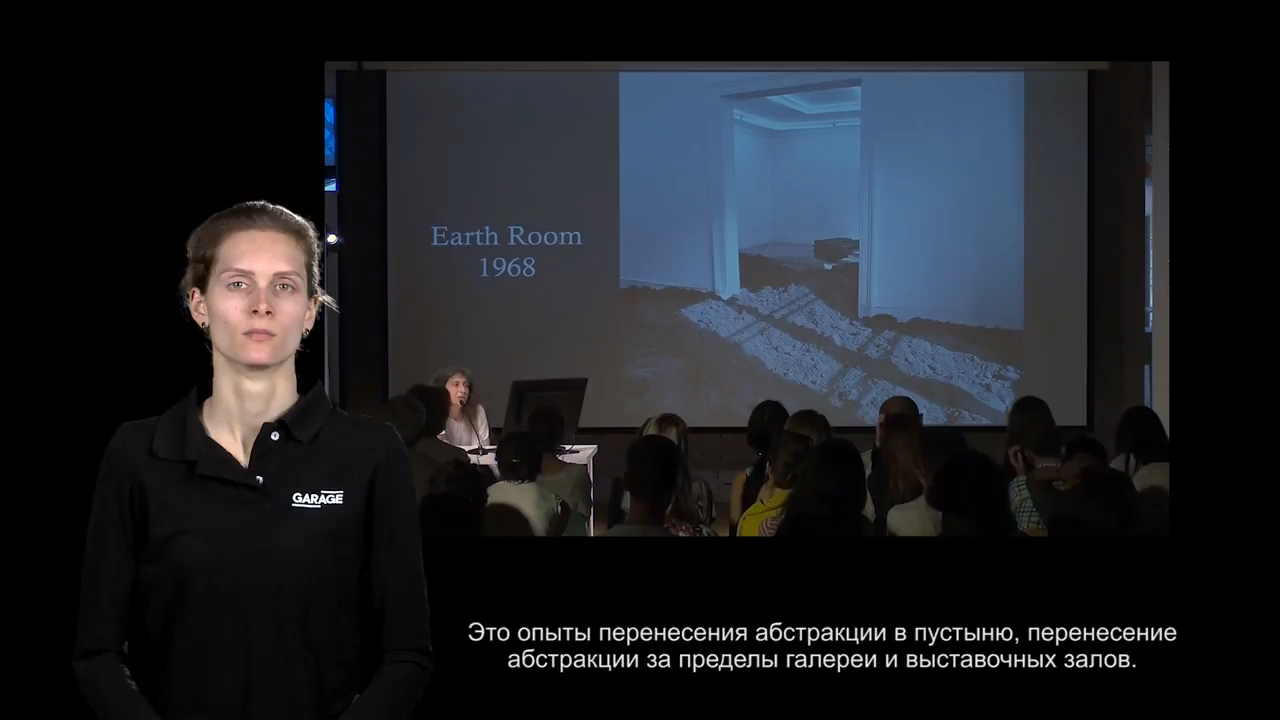 Earth Room
1968
GARAGE
Это опыты перенесения абстракции в пустыню, перенесение
абстракции за пределы галереи и выставочных залов.